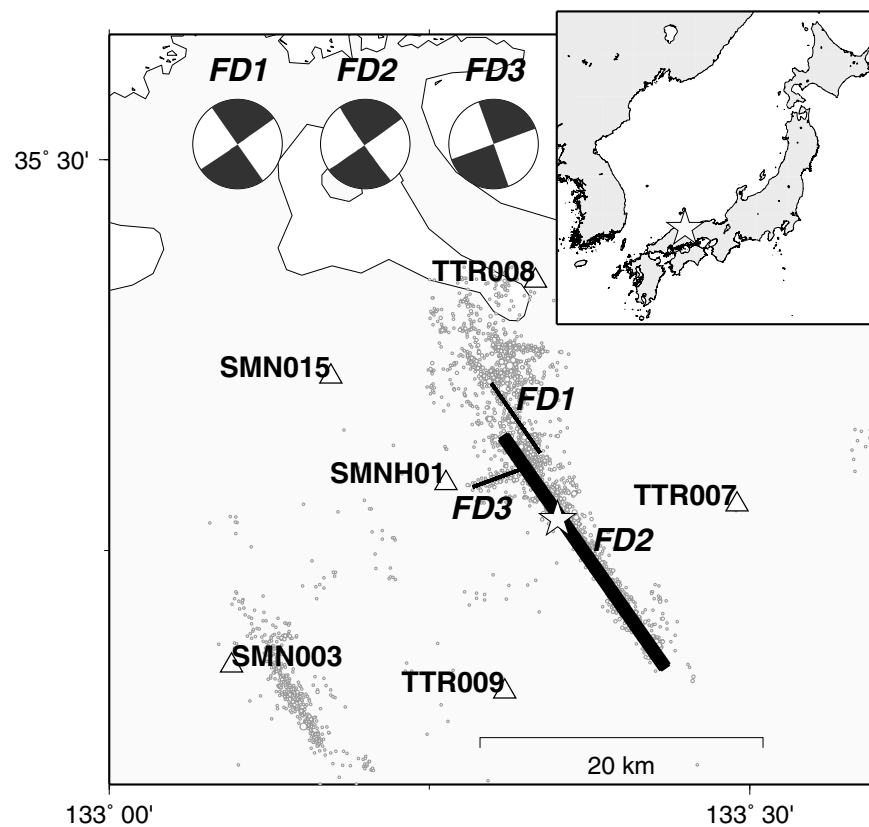 FD1 FD2 FD3
35° 30'
TTR008
SMN015
FD1
SMNH01
TTR007
FD3
FD2
SMN003
TTR009
20 km
133° 00'
133° 30'